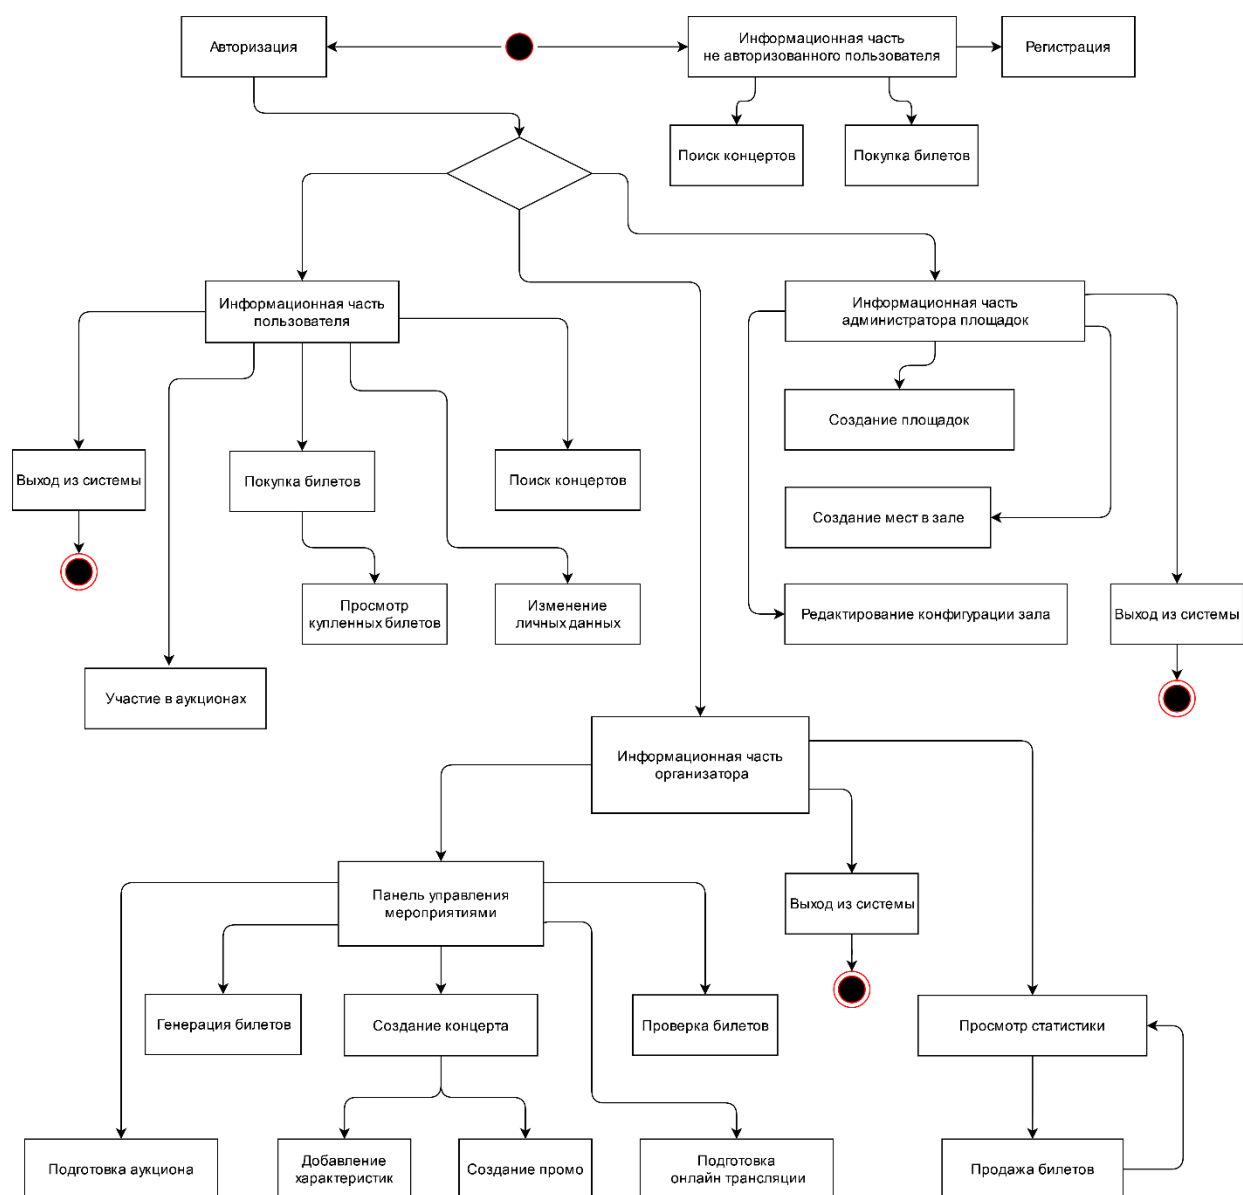 Авторизация
Информационная часть
не авторизованного пользователя
Регистрация
Поиск концертов
Покупка билетов
Информационная часть
пользователя
Информационная часть
администратора площадок
Создание площадок
Выход из системы
Покупка билетов
Поиск концертов
Создание мест в зале
Просмотр
купленных билетов
Изменение
личных данных
Редактирование конфигурации зала
Выход из системы
Участие в аукционах
Информационная часть
организатора
Панель управления
мероприятиями
Выход из системы
Генерация билетов
Создание концерта
Проверка билетов
Просмотр статистики
Подготовка аукциона
Добавление
характеристик
Создание промо
Подготовка
онлайн трансляции
Продажа билетов